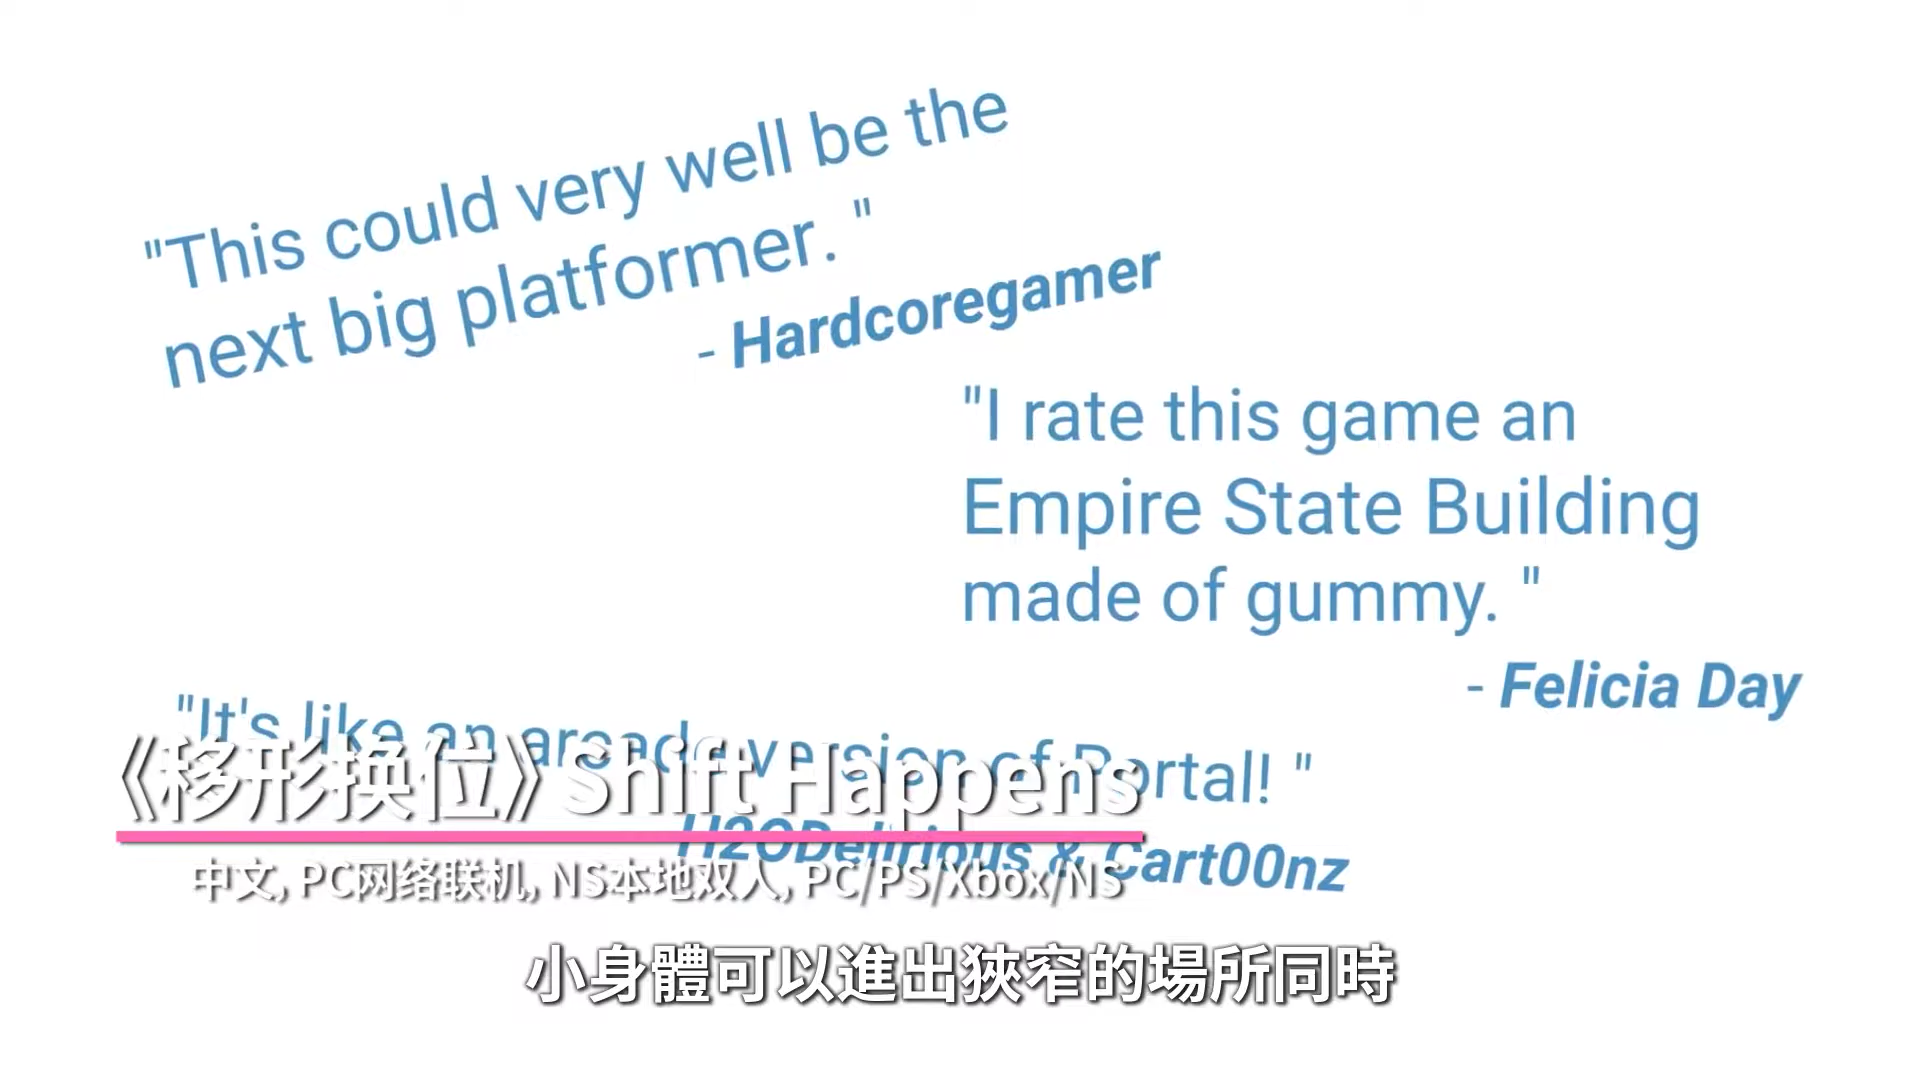 "This could very well be the
next big platformer. "
- Hardcoregamer
"I rate this game an
Empire State Building
made of gummy. "
- Felicia Day
"It's like an arcade version of Portal! "
H2ODelirious & Cart00nz
《移形换位》Shift Happens
中文, PC网络联机, NS本地双人, PC/PS/Xbox/NS
小身體可以進出狹窄的場所同時